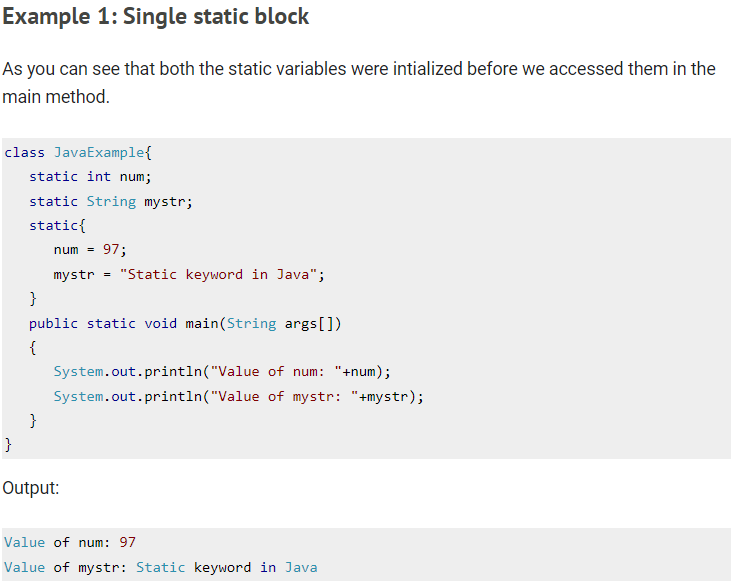 Example 1: Single static block
As you can see that both the static variables were intialized before we accessed them in the
main method.
class JavaExample{
   static int num;
   static String mystr;
   static{
      num = 97;
      mystr = "Static keyword in Java";
   }
   public static void main(String args[])
   {
      System.out.println("Value of num: "+num);
      System.out.println("Value of mystr: "+mystr);
   }
}
Output:
Value of num: 97
Value of mystr: Static keyword in Java